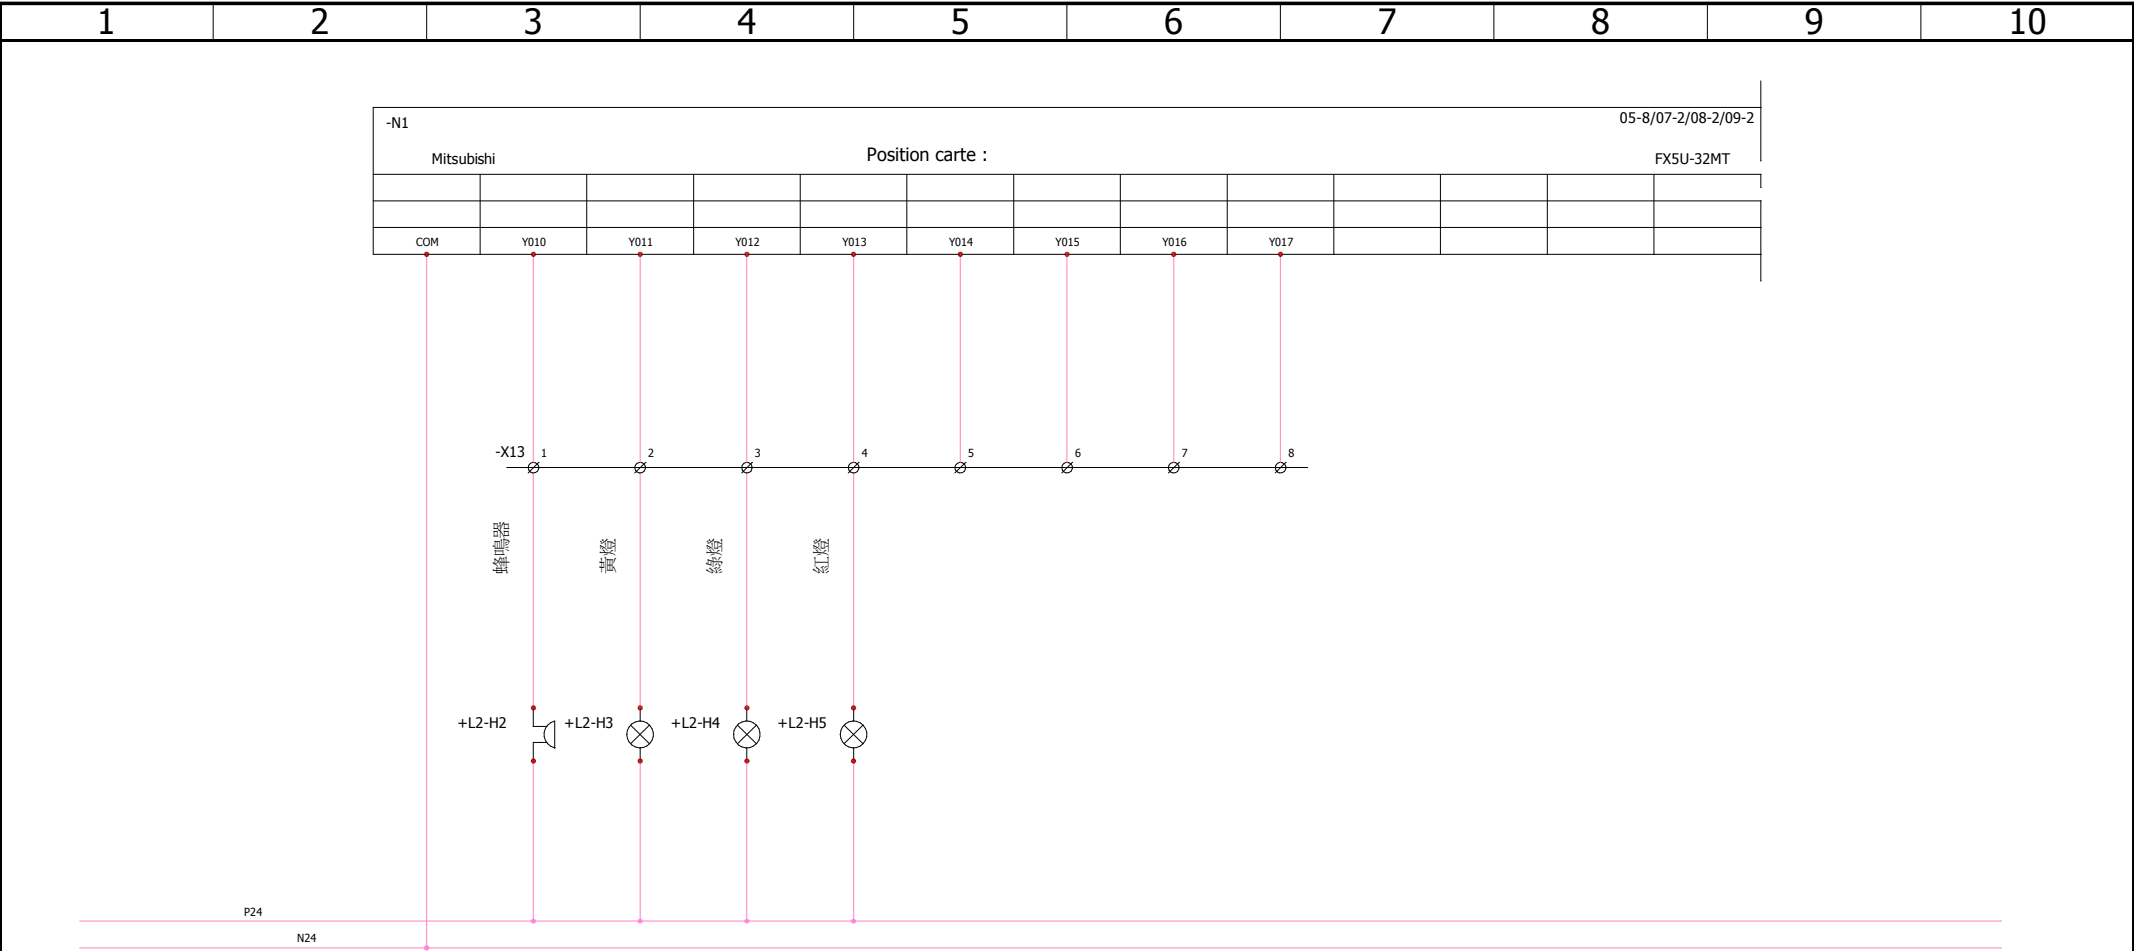 1 2 3 4 5 6 7 8 9 10
-N1 05-8/07-2/08-2/09-2
Mitsubishi Position carte : FX5U-32MT
COM Y010 Y011 Y012 Y013 Y014 Y015 Y016 Y017
-X13 1 2 3 4 5 6 7 8
蜂鳴器
黃燈
綠燈
紅燈
+L2-H2 +L2-H3 +L2-H4 +L2-H5
P24
N24